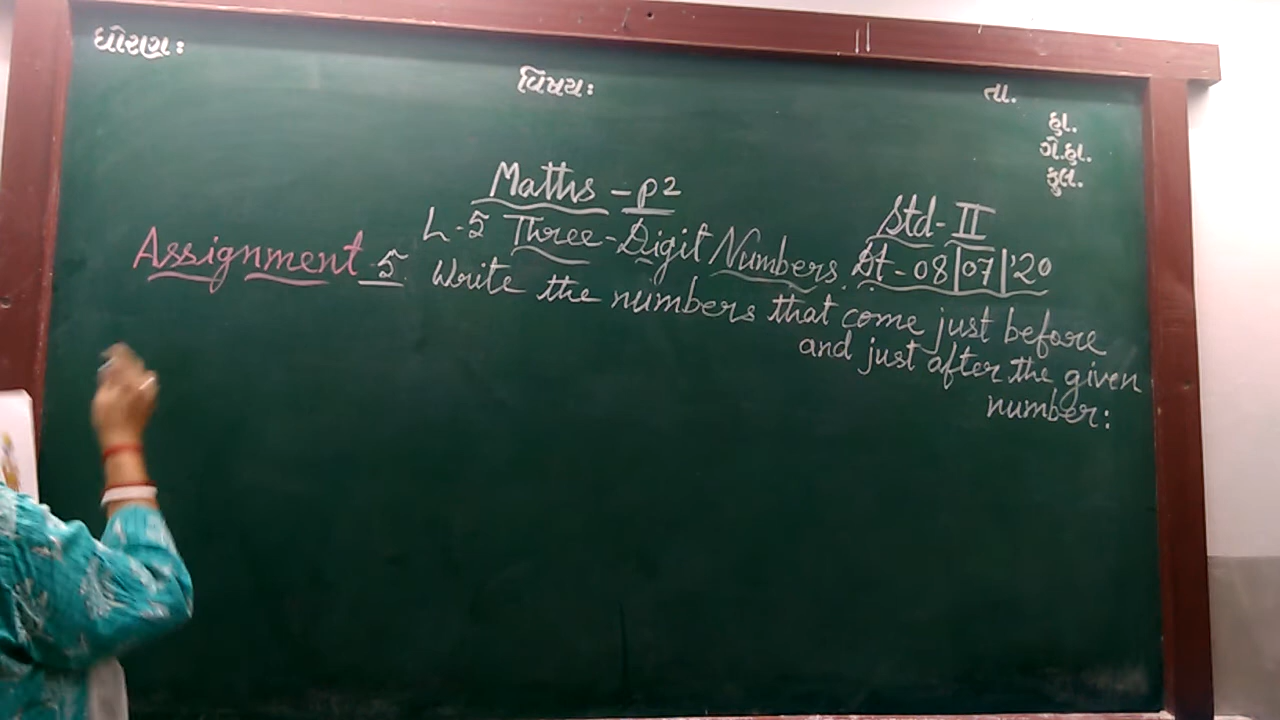 ધોરણ:
વિષય:
તા.
હા.
ગે.હા.
કુલ.
Maths - P2
Std - II
L-5 Three-Digit Numbers.
Dt - 08|07|'20
Assignment 5. Write the numbers that come just before
and just after the given
number: